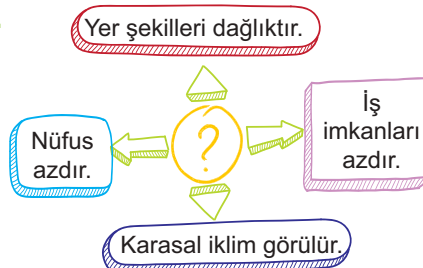 Yer şekilleri dağlıktır.
Nüfus
azdır.
?
İş
imkanları
azdır.
Karasal iklim görülür.